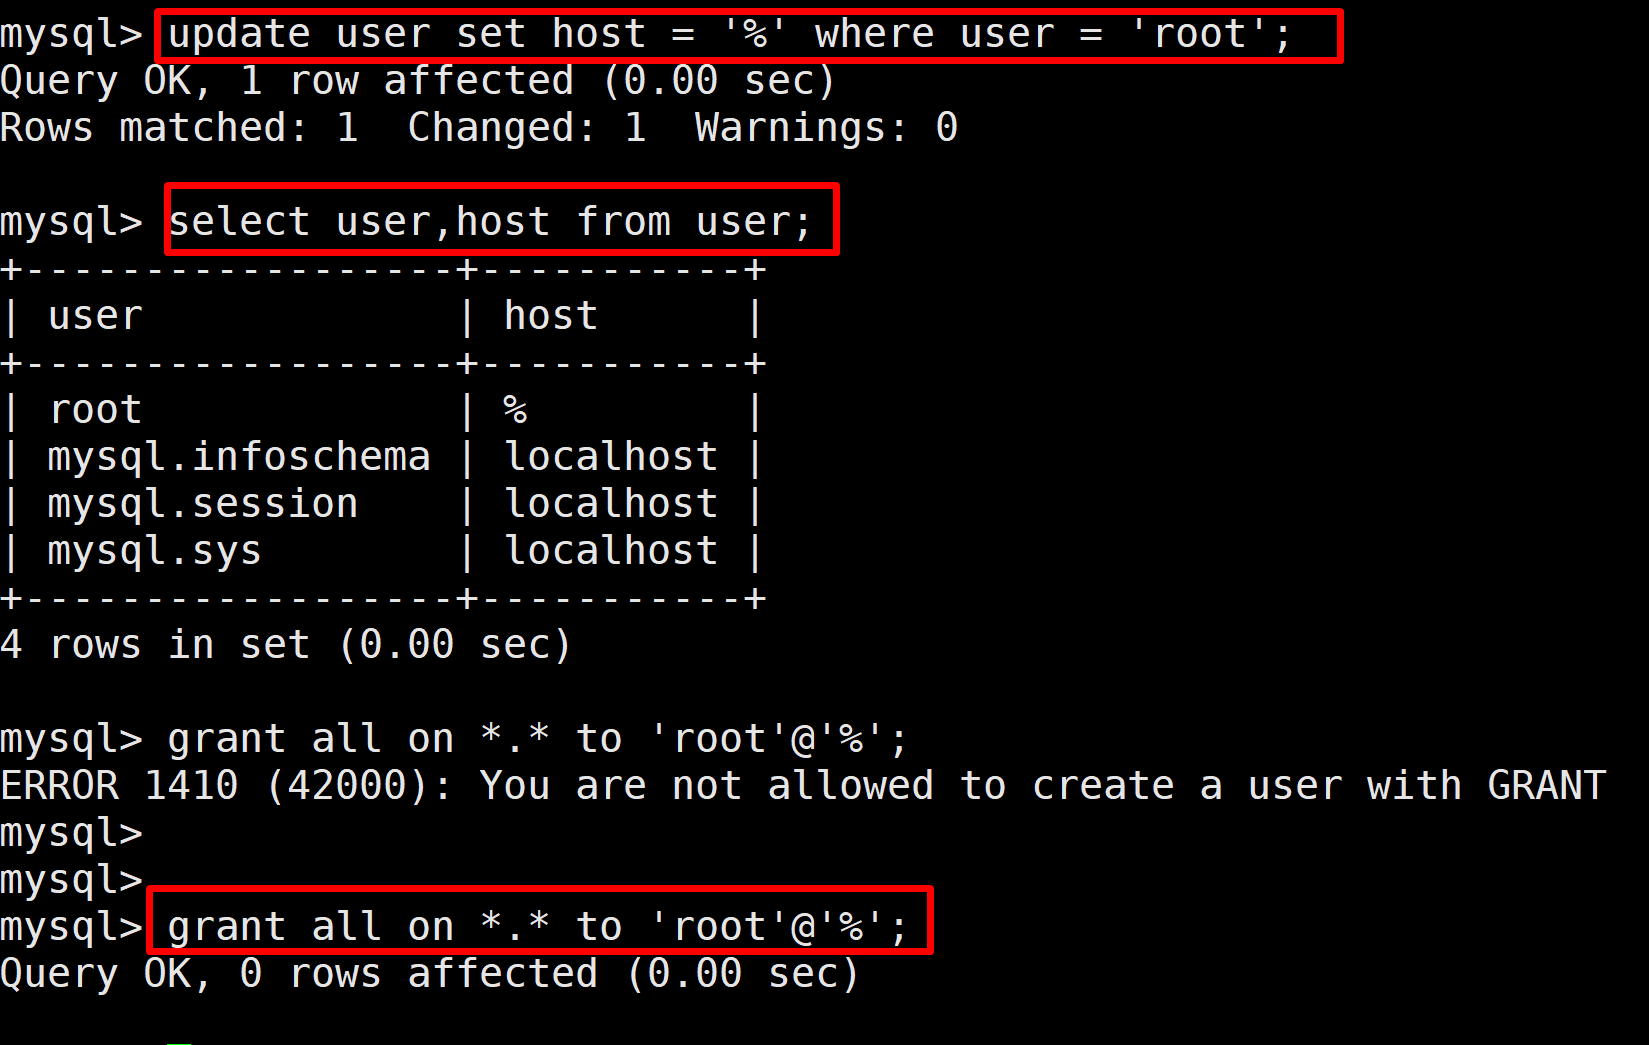 mysql> update user set host = '%' where user = 'root';
Query OK, 1 row affected (0.00 sec)
Rows matched: 1  Changed: 1  Warnings: 0
mysql> select user,host from user;
+------------------+-----------+
| user             | host      |
+------------------+-----------+
| root             | %         |
| mysql.infoschema | localhost |
| mysql.session    | localhost |
| mysql.sys        | localhost |
+------------------+-----------+
4 rows in set (0.00 sec)
mysql> grant all on *.* to 'root'@'%';
ERROR 1410 (42000): You are not allowed to create a user with GRANT
mysql>
mysql>
mysql> grant all on *.* to 'root'@'%';
Query OK, 0 rows affected (0.00 sec)